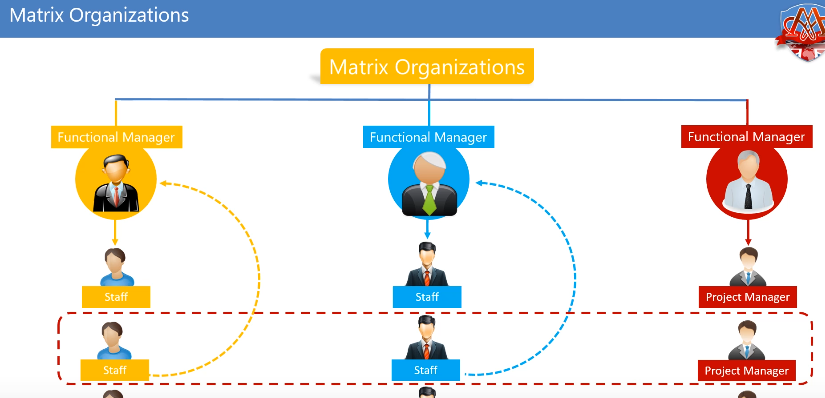 Matrix Organizations
Matrix Organizations
Functional Manager
Functional Manager
Functional Manager
Staff
Staff
Project Manager
Staff
Staff
Project Manager